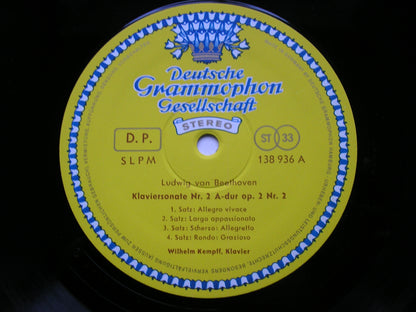 Deutsche
Grammophon
Gesellschaft
STEREO
D. P.
ST 33
SLPM
138 936 A
Ludwig van Beethoven
Klaviersonate Nr. 2 A-dur op. 2 Nr. 2
1. Satz: Allegro vivace
2. Satz: Largo appassionato
3. Satz: Scherzo: Allegretto
4. Satz: Rondo: Grazioso
Wilhelm Kempff, Klavier